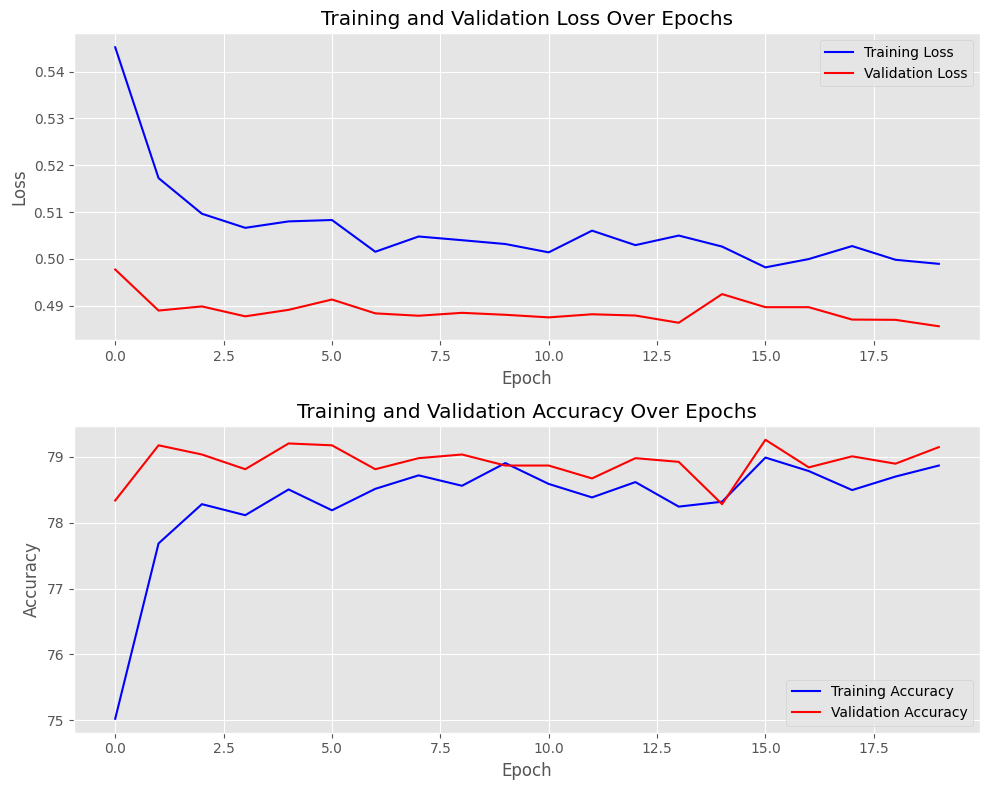 Training and Validation Loss Over Epochs
Training Loss
Validation Loss
Loss
0.54
0.53
0.52
0.51
0.50
0.49
0.0 2.5 5.0 7.5 10.0 12.5 15.0 17.5
Epoch
Training and Validation Accuracy Over Epochs
Accuracy
79
78
77
76
75
Training Accuracy
Validation Accuracy
0.0 2.5 5.0 7.5 10.0 12.5 15.0 17.5
Epoch